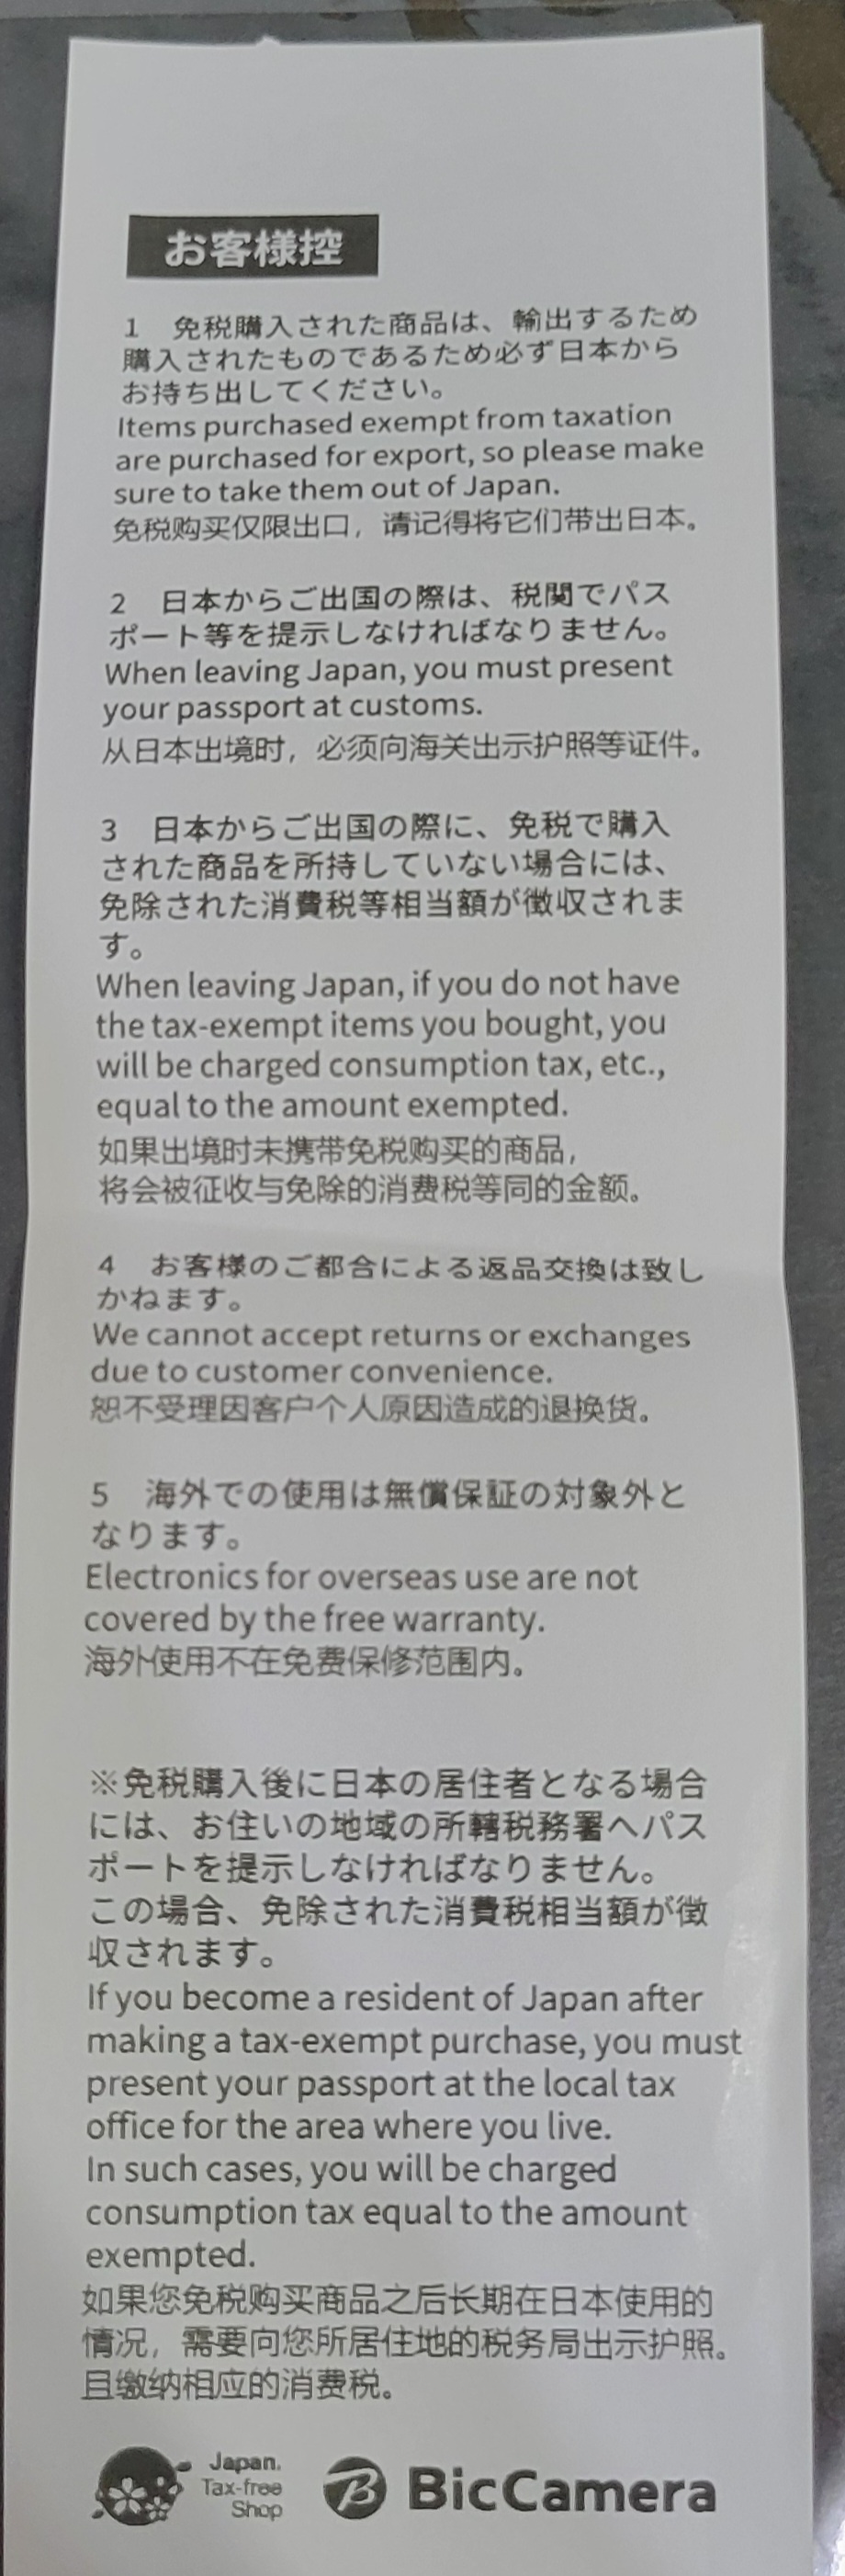 お客様控
1 免税購入された商品は、輸出するため
購入されたものであるため必ず日本から
お持ち出してください。
Items purchased exempt from taxation
are purchased for export, so please make
sure to take them out of Japan.
免税购买仅限出口，请记得将它们带出日本。
2 日本からご出国の際は、税関でパス
ポート等を提示しなければなりません。
When leaving Japan, you must present
your passport at customs.
从日本出境时，必须向海关出示护照等证件。
3 日本からご出国の際に、免税で購入
された商品を所持していない場合には、
免除された消費税等相当額が徴収されま
す。
When leaving Japan, if you do not have
the tax-exempt items you bought, you
will be charged consumption tax, etc.,
equal to the amount exempted.
如果出境时未携带免税购买的商品，
将会被征收与免除的消费税等同的金额。
4 お客様のご都合による返品交換は致し
かねます。
We cannot accept returns or exchanges
due to customer convenience.
恕不受理因客户个人原因造成的退换货。
5 海外での使用は無償保証の対象外と
なります。
Electronics for overseas use are not
covered by the free warranty.
海外使用不在免费保修范围内。
※免税購入後に日本の居住者となる場合
には、お住いの地域の所轄税務署へパス
ポートを提示しなければなりません。
この場合、免除された消費税相当額が徴
収されます。
If you become a resident of Japan after
making a tax-exempt purchase, you must
present your passport at the local tax
office for the area where you live.
In such cases, you will be charged
consumption tax equal to the amount
exempted.
如果您免税购买商品之后长期在日本使用的
情况，需要向您所居住地的税务局出示护照。
且缴纳相应的消费税。
Japan.
Tax-free
Shop
B BicCamera